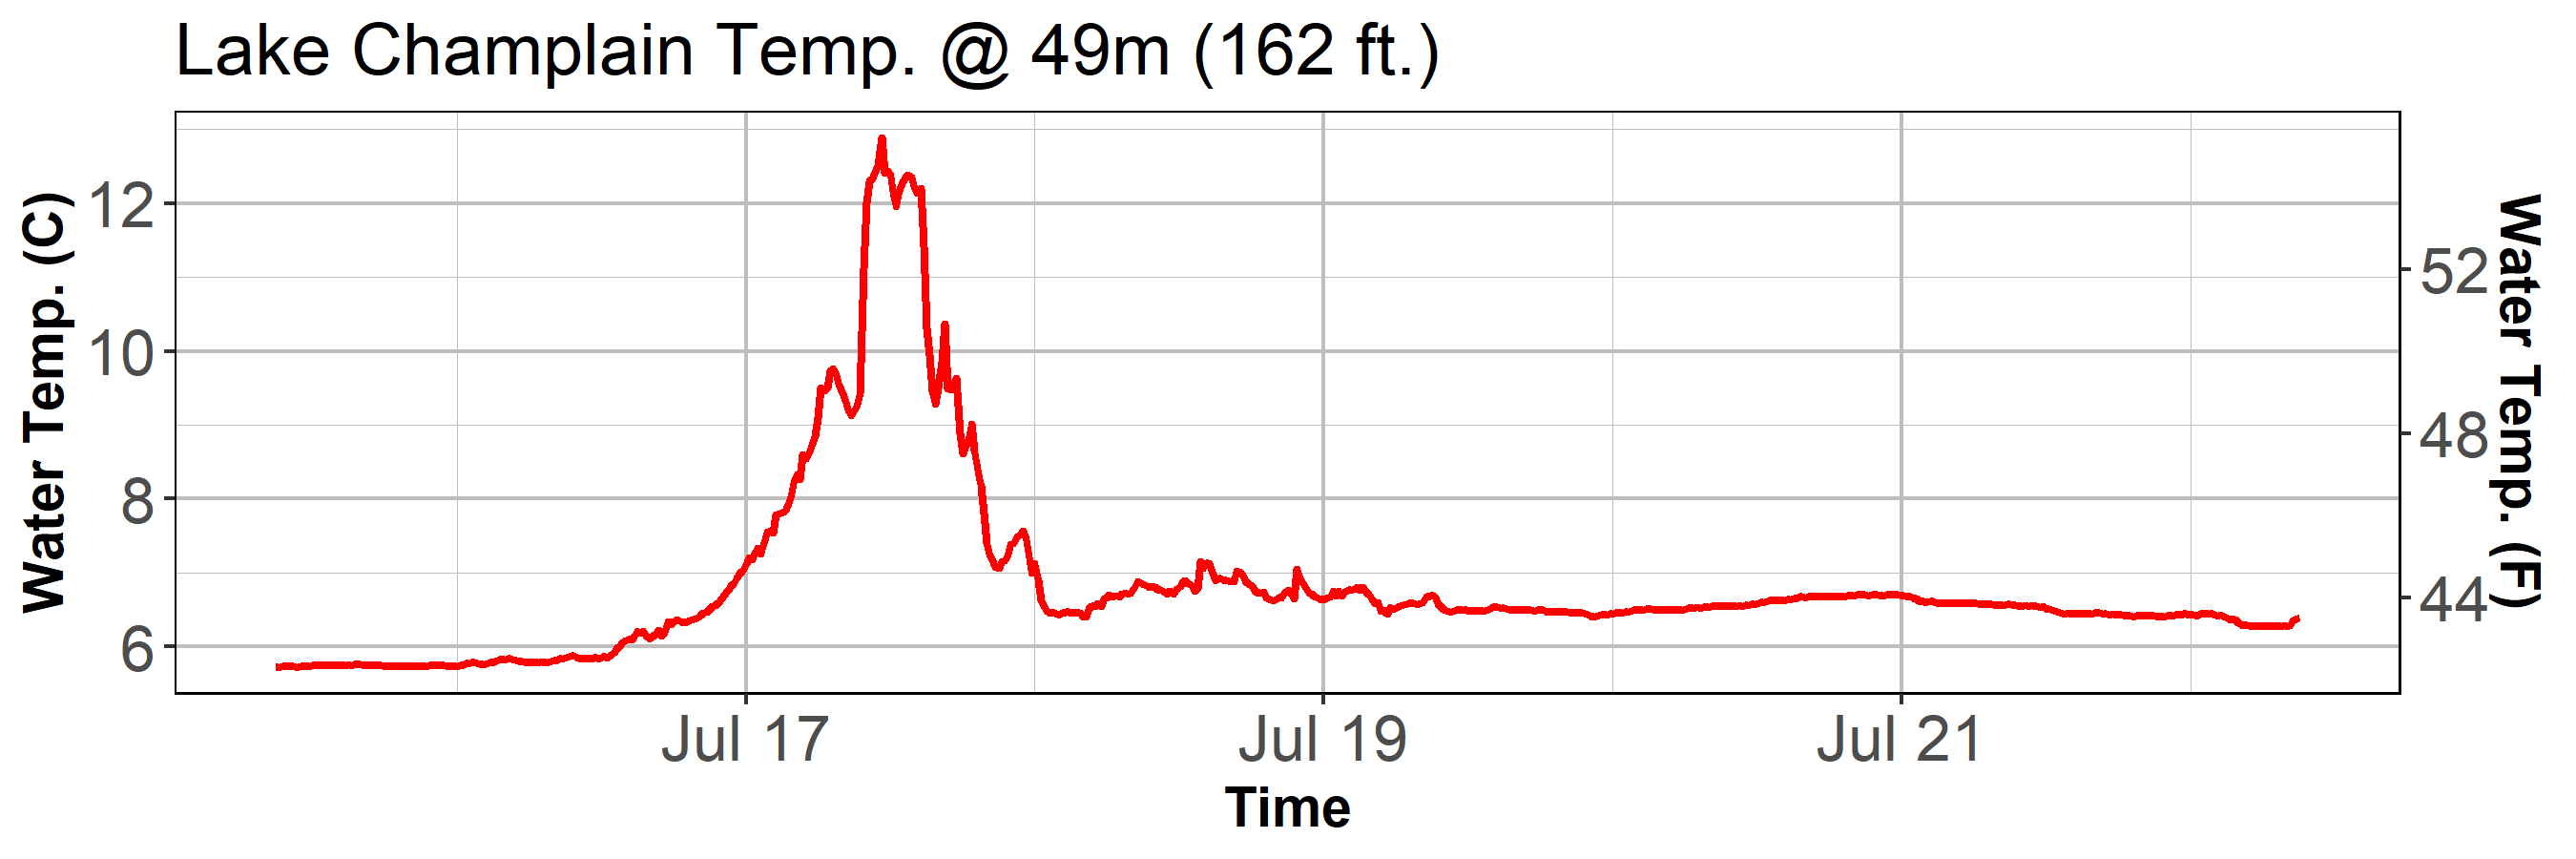 Lake Champlain Temp. @ 49m (162 ft.)
Water Temp. (C)
12
10
8
6
52
48
44
Water Temp. (F)
Jul 17
Jul 19
Jul 21
Time